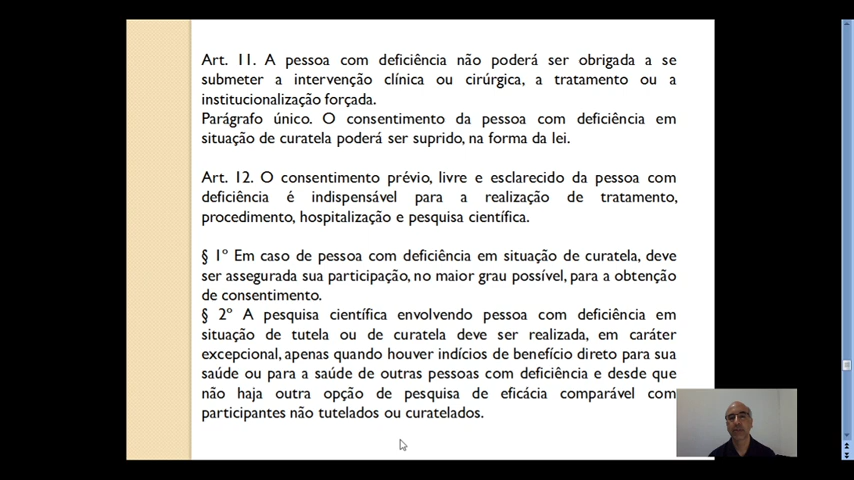 Art. 11. A pessoa com deficiência não poderá ser obrigada a se
submeter a intervenção clínica ou cirúrgica, a tratamento ou a
institucionalização forçada.
Parágrafo único. O consentimento da pessoa com deficiência em
situação de curatela poderá ser suprido, na forma da lei.
Art. 12. O consentimento prévio, livre e esclarecido da pessoa com
deficiência é indispensável para a realização de tratamento,
procedimento, hospitalização e pesquisa científica.
§ 1º Em caso de pessoa com deficiência em situação de curatela, deve
ser assegurada sua participação, no maior grau possível, para a obtenção
de consentimento.
§ 2º A pesquisa científica envolvendo pessoa com deficiência em
situação de tutela ou de curatela deve ser realizada, em caráter
excepcional, apenas quando houver indícios de benefício direto para sua
saúde ou para a saúde de outras pessoas com deficiência e desde que
não haja outra opção de pesquisa de eficácia comparável com
participantes não tutelados ou curatelados.